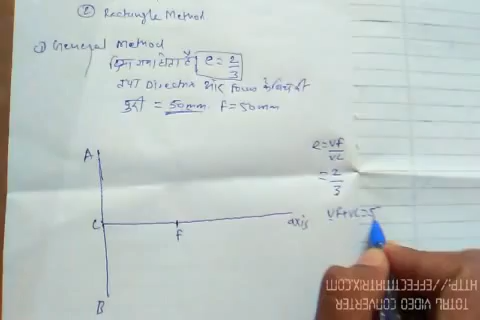 ② Rectangle Method
① General Method
दिया गया होता है e = 2/3
तथा Director और Focus के बीच की
दूरी = 50mm. f = 50mm
A
e = Vf/VC
= 2/3
Vf+VC=5
C
f
axis
B
TOTAL VIDEO CONVERTER
HTTP://EFFECTMATRIX.COM